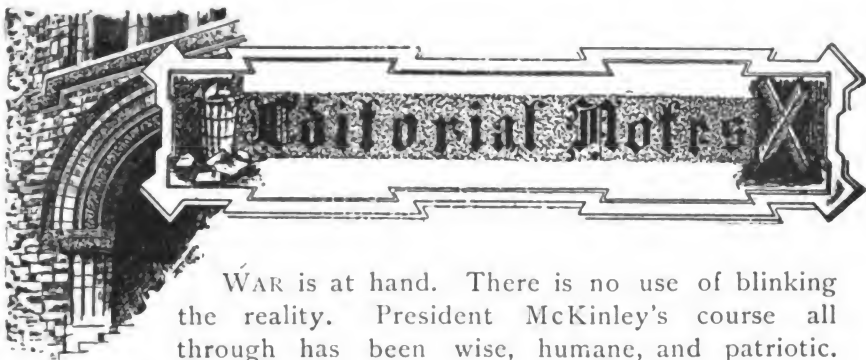 Editorial Notes
WAR is at hand. There is no use of blinking
the reality. President McKinley's course all
through has been wise, humane, and patriotic.